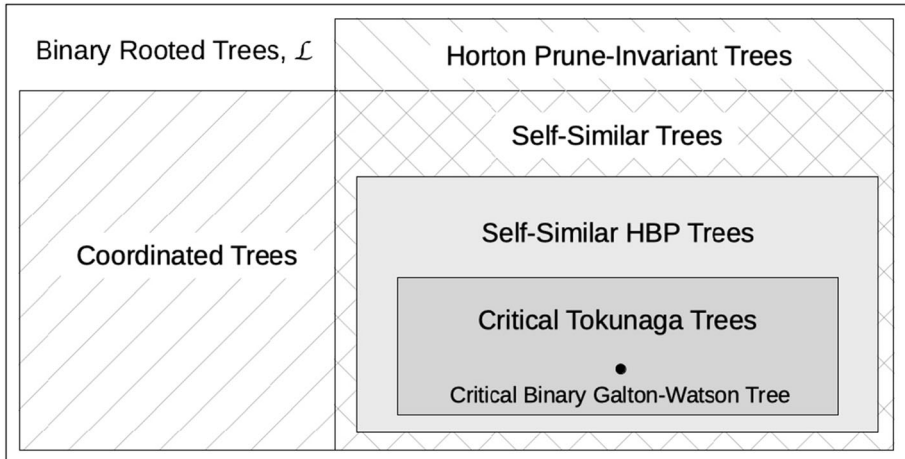 Binary Rooted Trees, ℒ
Horton Prune-Invariant Trees
Self-Similar Trees
Self-Similar HBP Trees
Coordinated Trees
Critical Tokunaga Trees
Critical Binary Galton-Watson Tree